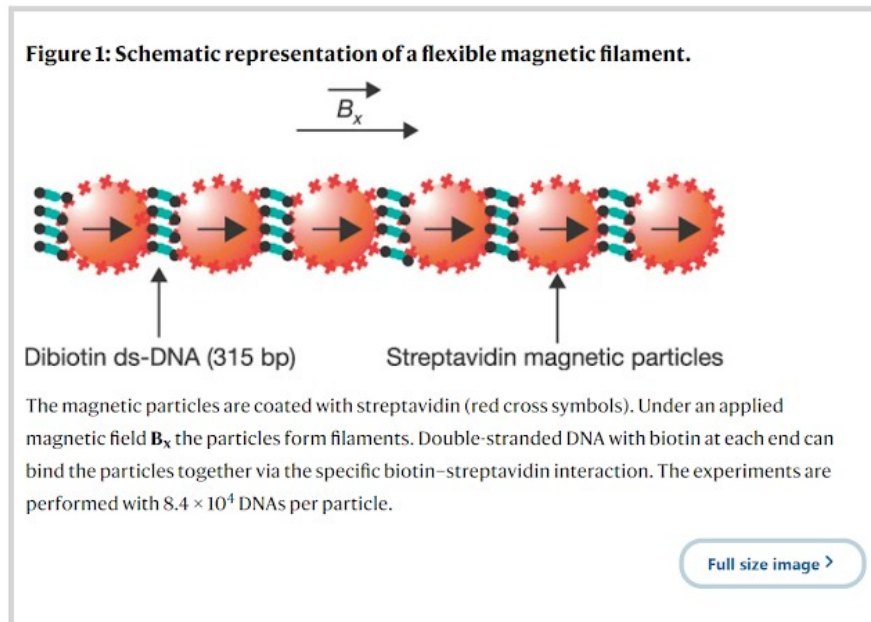 Figure 1: Schematic representation of a flexible magnetic filament.
Bx
Dibiotin ds-DNA (315 bp)
Streptavidin magnetic particles
The magnetic particles are coated with streptavidin (red cross symbols). Under an applied
magnetic field Bx the particles form filaments. Double-stranded DNA with biotin at each end can
bind the particles together via the specific biotin–streptavidin interaction. The experiments are
performed with 8.4 × 10⁴ DNAs per particle.
Full size image >